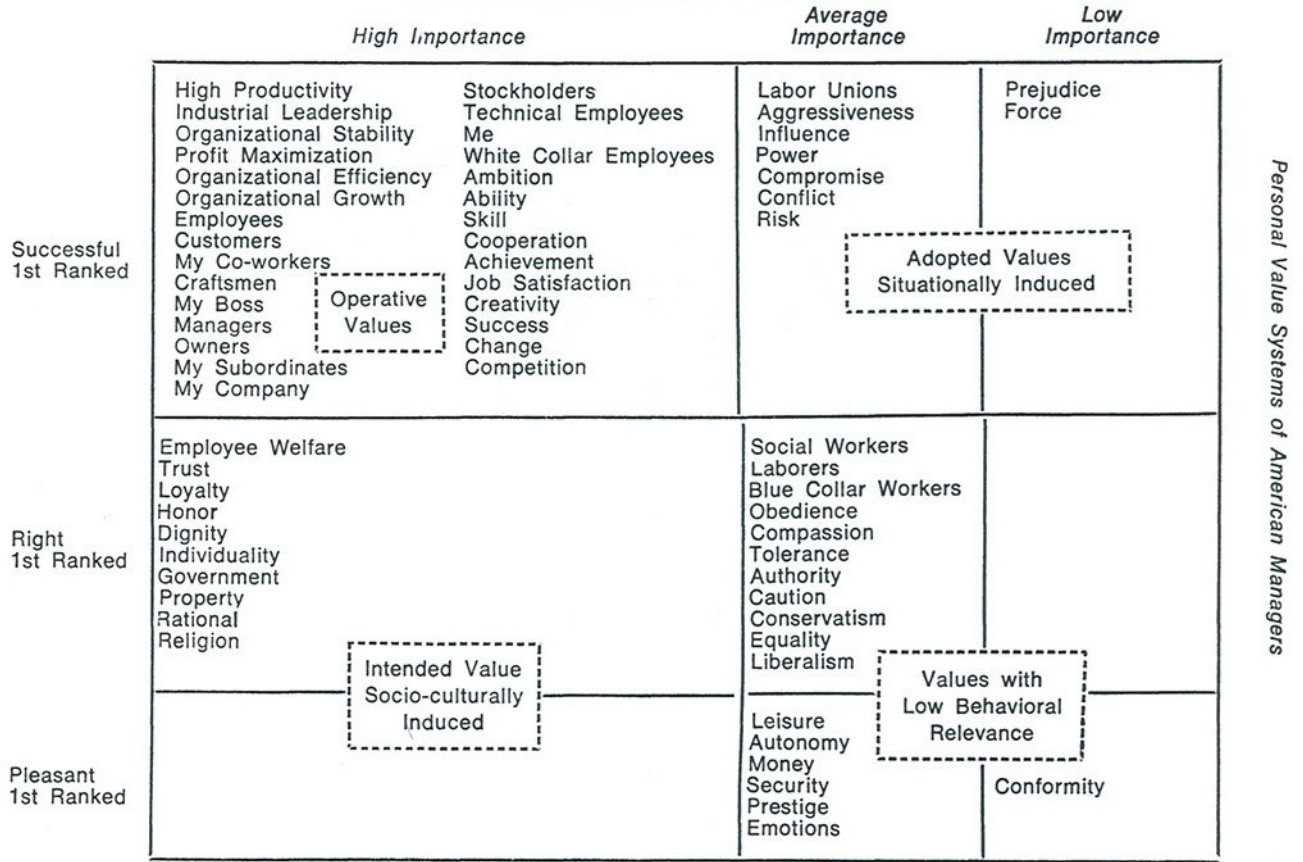 High Importance
Average
Importance
Low
Importance
Successful
1st Ranked
High Productivity
Industrial Leadership
Organizational Stability
Profit Maximization
Organizational Efficiency
Organizational Growth
Employees
Customers
My Co-workers
Craftsmen
My Boss
Managers
Owners
My Subordinates
My Company
Operative
Values
Stockholders
Technical Employees
Me
White Collar Employees
Ambition
Ability
Skill
Cooperation
Achievement
Job Satisfaction
Creativity
Success
Change
Competition
Labor Unions
Aggressiveness
Influence
Power
Compromise
Conflict
Risk
Prejudice
Force
Adopted Values
Situationally Induced
Right
1st Ranked
Employee Welfare
Trust
Loyalty
Honor
Dignity
Individuality
Government
Property
Rational
Religion
Social Workers
Laborers
Blue Collar Workers
Obedience
Compassion
Tolerance
Authority
Caution
Conservatism
Equality
Liberalism
Intended Value
Socio-culturally
Induced
Values with
Low Behavioral
Relevance
Pleasant
1st Ranked
Leisure
Autonomy
Money
Security
Prestige
Emotions
Conformity
Personal Value Systems of American Managers